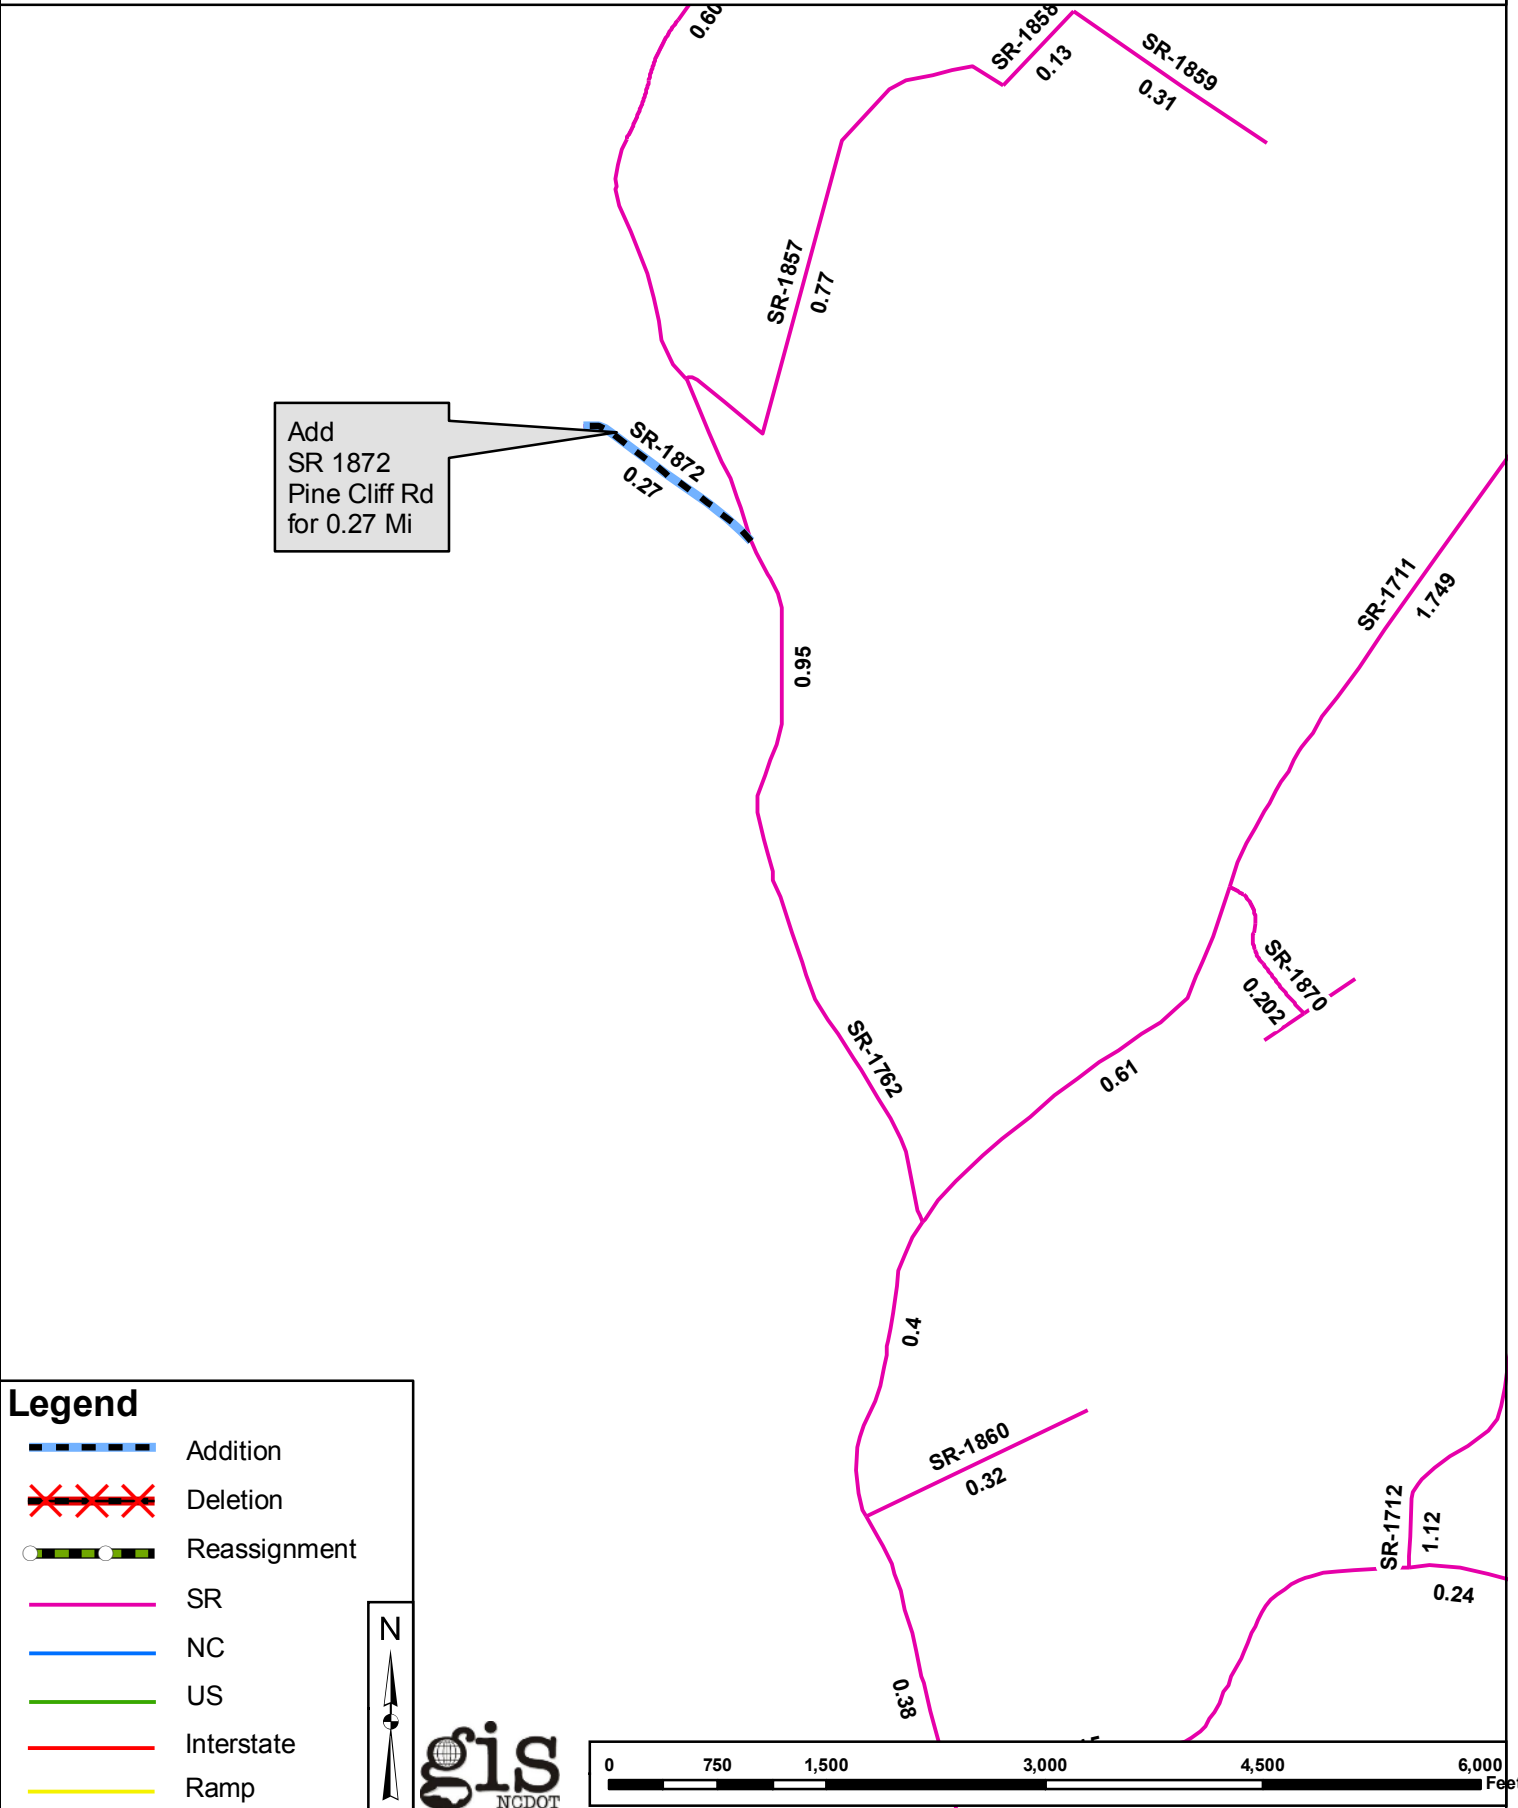 0.60
SR-1858
0.13
SR-1859
0.31
SR-1857
0.77
Add
SR 1872
Pine Cliff Rd
for 0.27 Mi
SR-1872
0.27
SR-1711
1.749
0.95
SR-1870
0.202
SR-1762
0.61
0.4
SR-1860
0.32
SR-1712
1.12
0.24
0.38
Legend
Addition
Deletion
Reassignment
SR
NC
US
Interstate
Ramp
N
gis
NCDOT
0 750 1,500 3,000 4,500 6,000
Feet